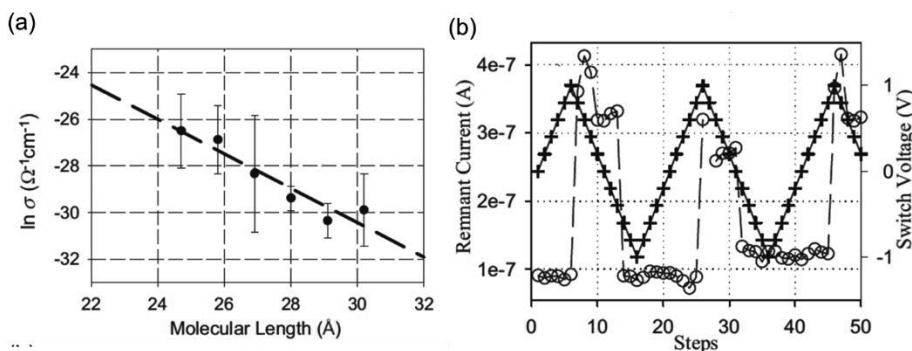 (a)
ln σ (Ω⁻¹cm⁻¹)
-24
-26
-28
-30
-32
22 24 26 28 30 32
Molecular Length (Å)
(b)
Remnant Current (A)
4e-7
3e-7
2e-7
1e-7
1
0
-1
Switch Voltage (V)
0 10 20 30 40 50
Steps